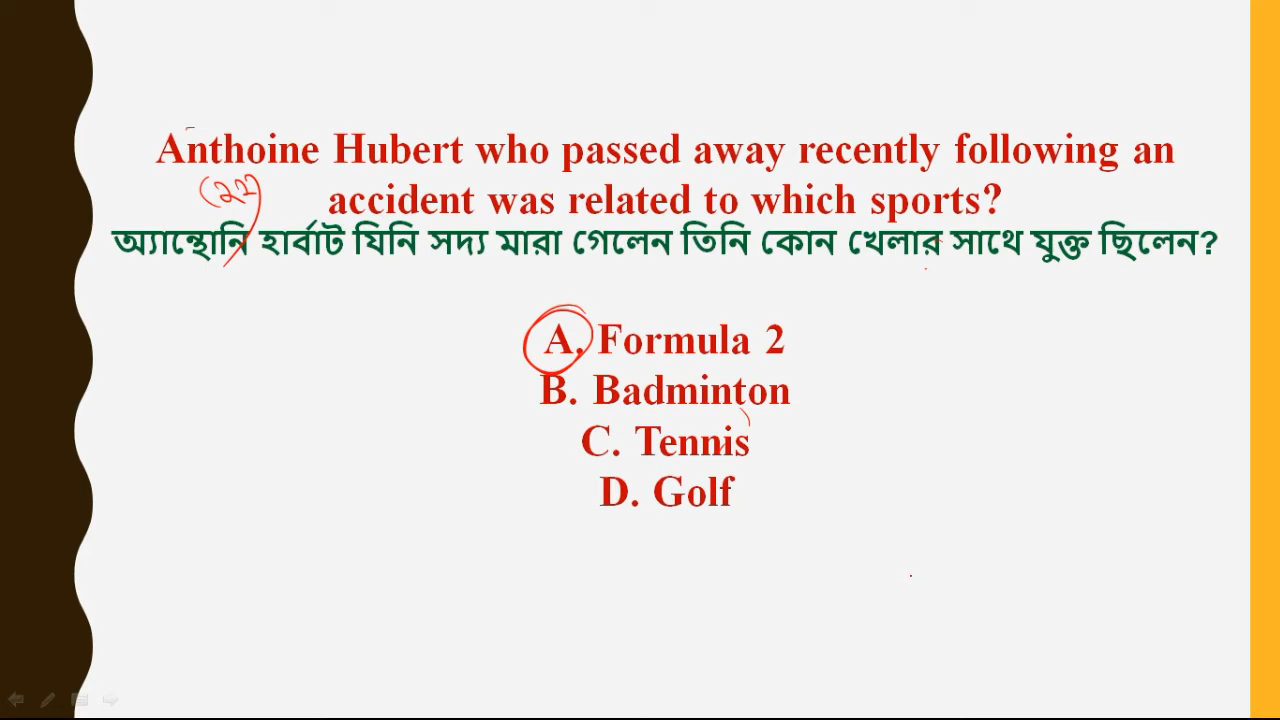 Anthoine Hubert who passed away recently following an
accident was related to which sports?
অ্যান্থোনি হার্বাট যিনি সদ্য মারা গেলেন তিনি কোন খেলার সাথে যুক্ত ছিলেন?
A. Formula 2
B. Badminton
C. Tennis
D. Golf